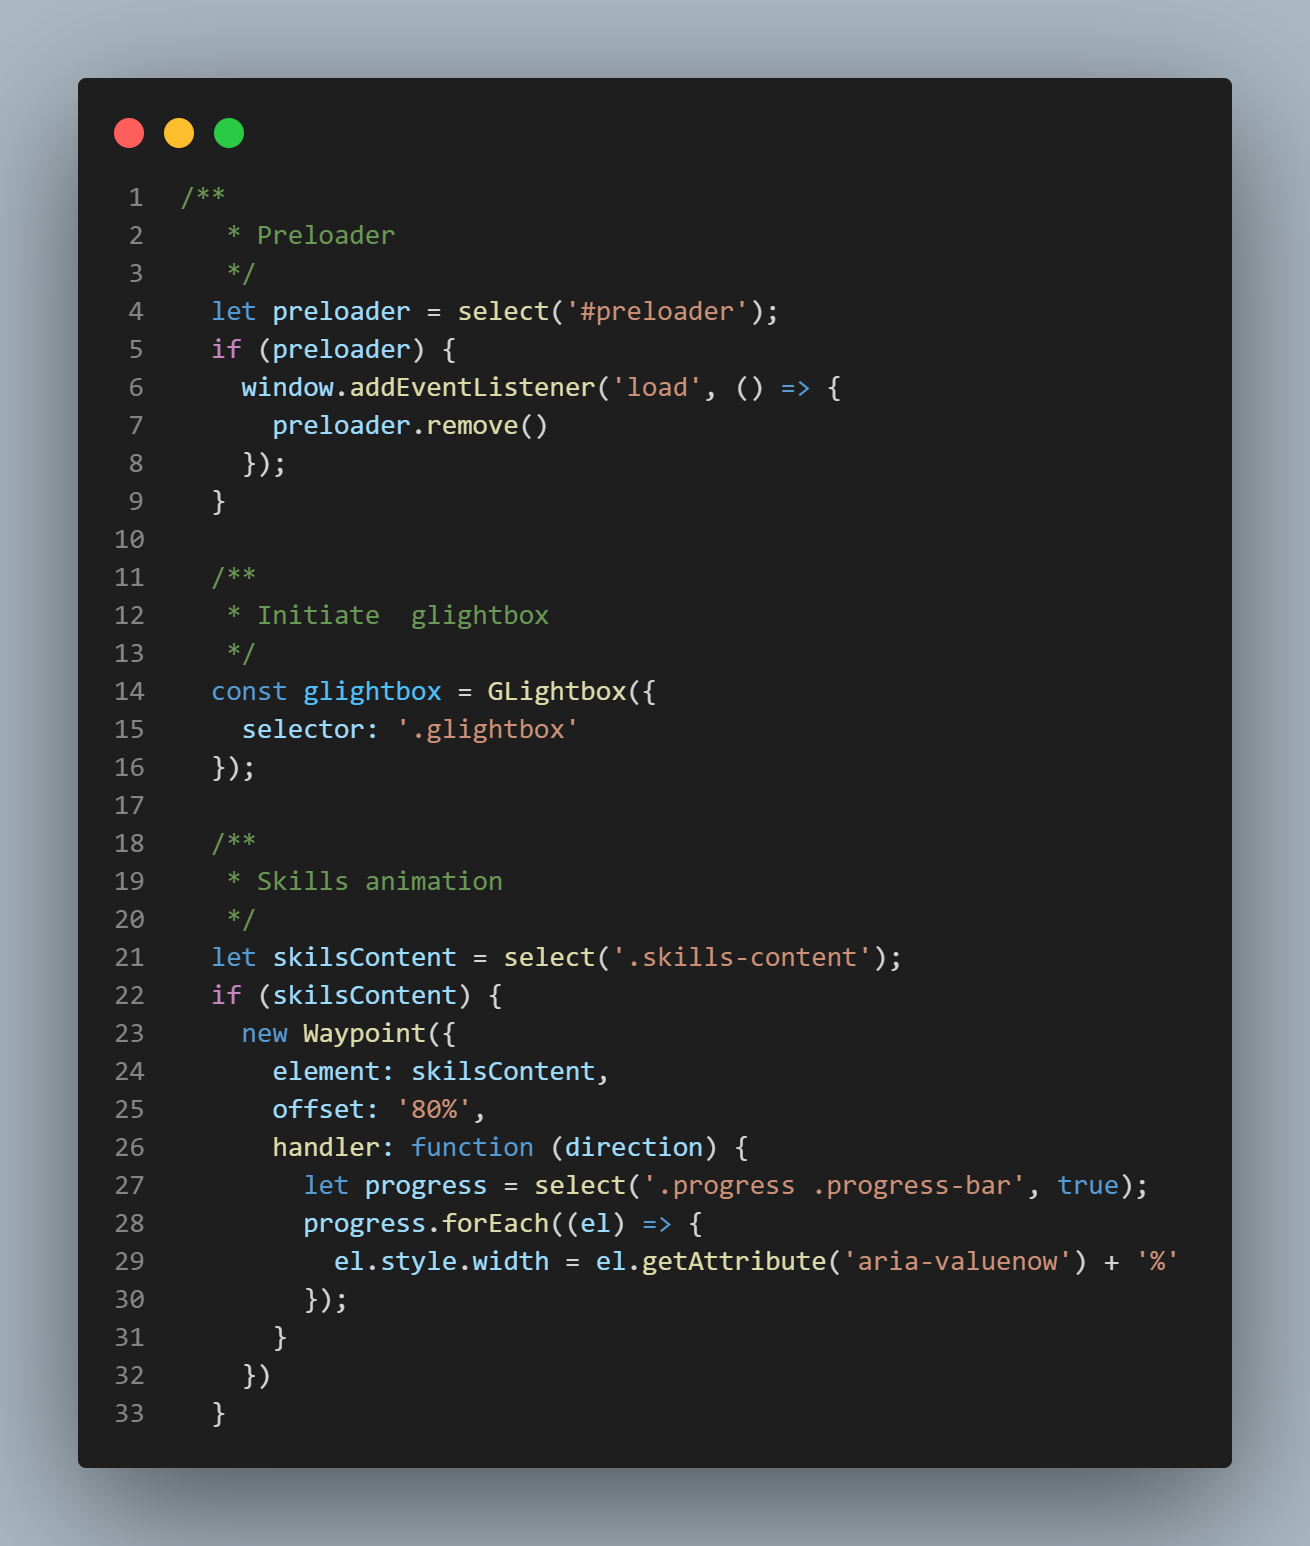 1 /**
2    * Preloader
3    */
4   let preloader = select('#preloader');
5   if (preloader) {
6     window.addEventListener('load', () => {
7       preloader.remove()
8     });
9   }
10
11   /**
12    * Initiate  glightbox
13    */
14   const glightbox = GLightbox({
15     selector: '.glightbox'
16   });
17
18   /**
19    * Skills animation
20    */
21   let skilsContent = select('.skills-content');
22   if (skilsContent) {
23     new Waypoint({
24       element: skilsContent,
25       offset: '80%',
26       handler: function (direction) {
27         let progress = select('.progress .progress-bar', true);
28         progress.forEach((el) => {
29           el.style.width = el.getAttribute('aria-valuenow') + '%'
30         });
31       }
32     })
33   }